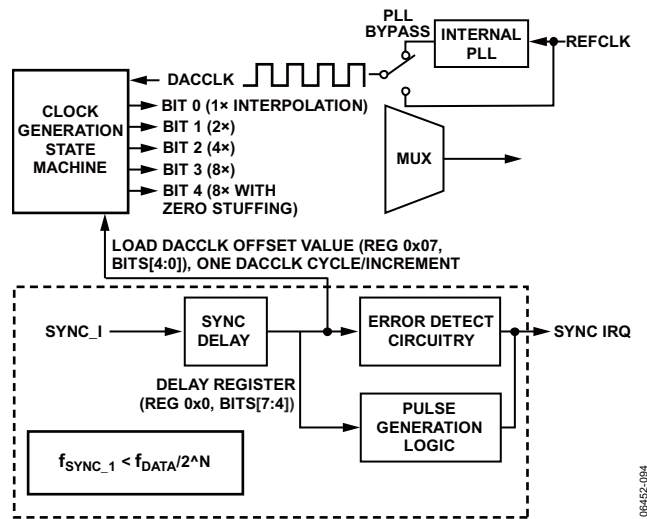 PLL
BYPASS
INTERNAL
PLL
REFCLK
DACCLK
CLOCK
GENERATION
STATE
MACHINE
BIT 0 (1× INTERPOLATION)
BIT 1 (2×)
BIT 2 (4×)
BIT 3 (8×)
BIT 4 (8× WITH
ZERO STUFFING)
MUX
LOAD DACCLK OFFSET VALUE (REG 0x07,
BITS[4:0]), ONE DACCLK CYCLE/INCREMENT
SYNC_I
SYNC
DELAY
ERROR DETECT
CIRCUITRY
SYNC IRQ
DELAY REGISTER
(REG 0x0, BITS[7:4])
PULSE
GENERATION
LOGIC
fSYNC_1 < fDATA/2^N
06452-094